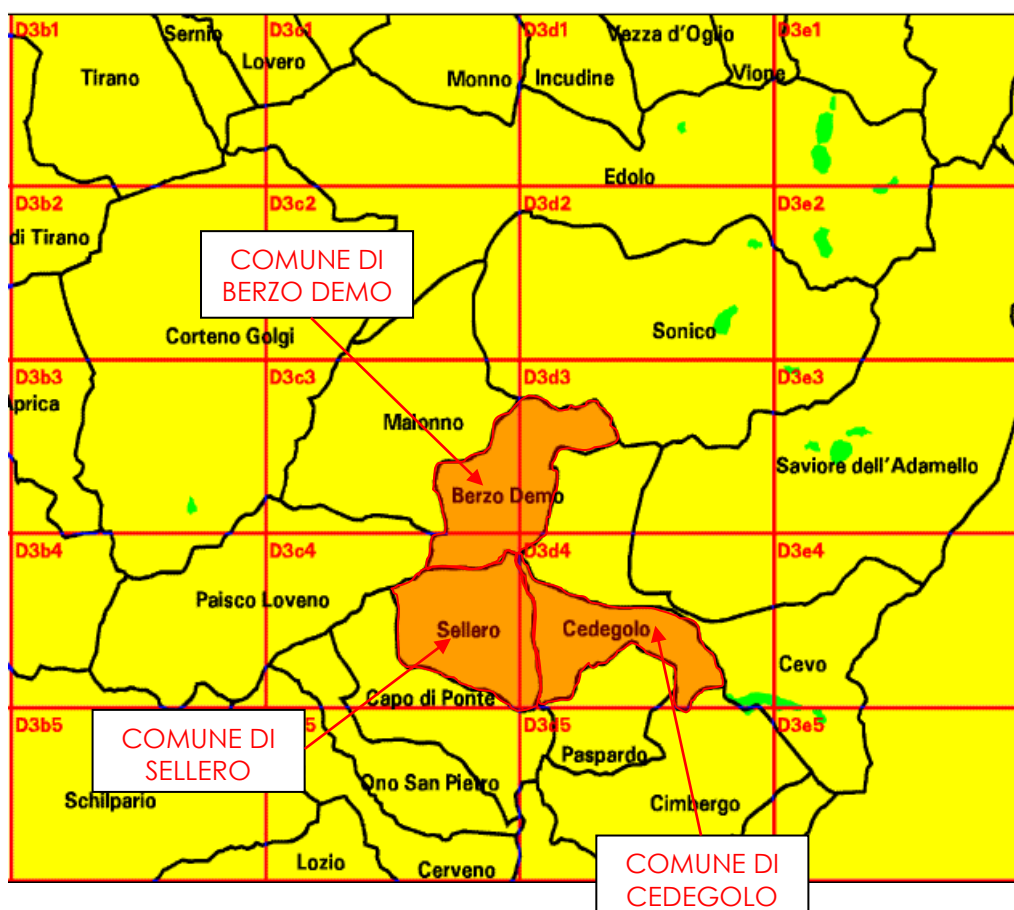 D3b1
Sernio
D3c1
Lovero
D3d1
Vezza d'Oglio
D3e1
Tirano
Monno
Incudine
Vione
Edolo
D3b2
D3c2
D3d2
D3e2
di Tirano
COMUNE DI
BERZO DEMO
Corteno Golgi
Sonico
D3b3
D3c3
D3d3
D3e3
Aprica
Malonno
Saviore dell'Adamello
Berzo Demo
D3b4
D3c4
D3d4
D3e4
Paisco Loveno
Sellero
Cedegolo
Cevo
Capo di Ponte
D3b5
5
D3d5
D3e5
COMUNE DI
SELLERO
Paspardo
Ono San Pietro
Schilpario
Cimbergo
Lozio
Cerveno
COMUNE DI
CEDEGOLO